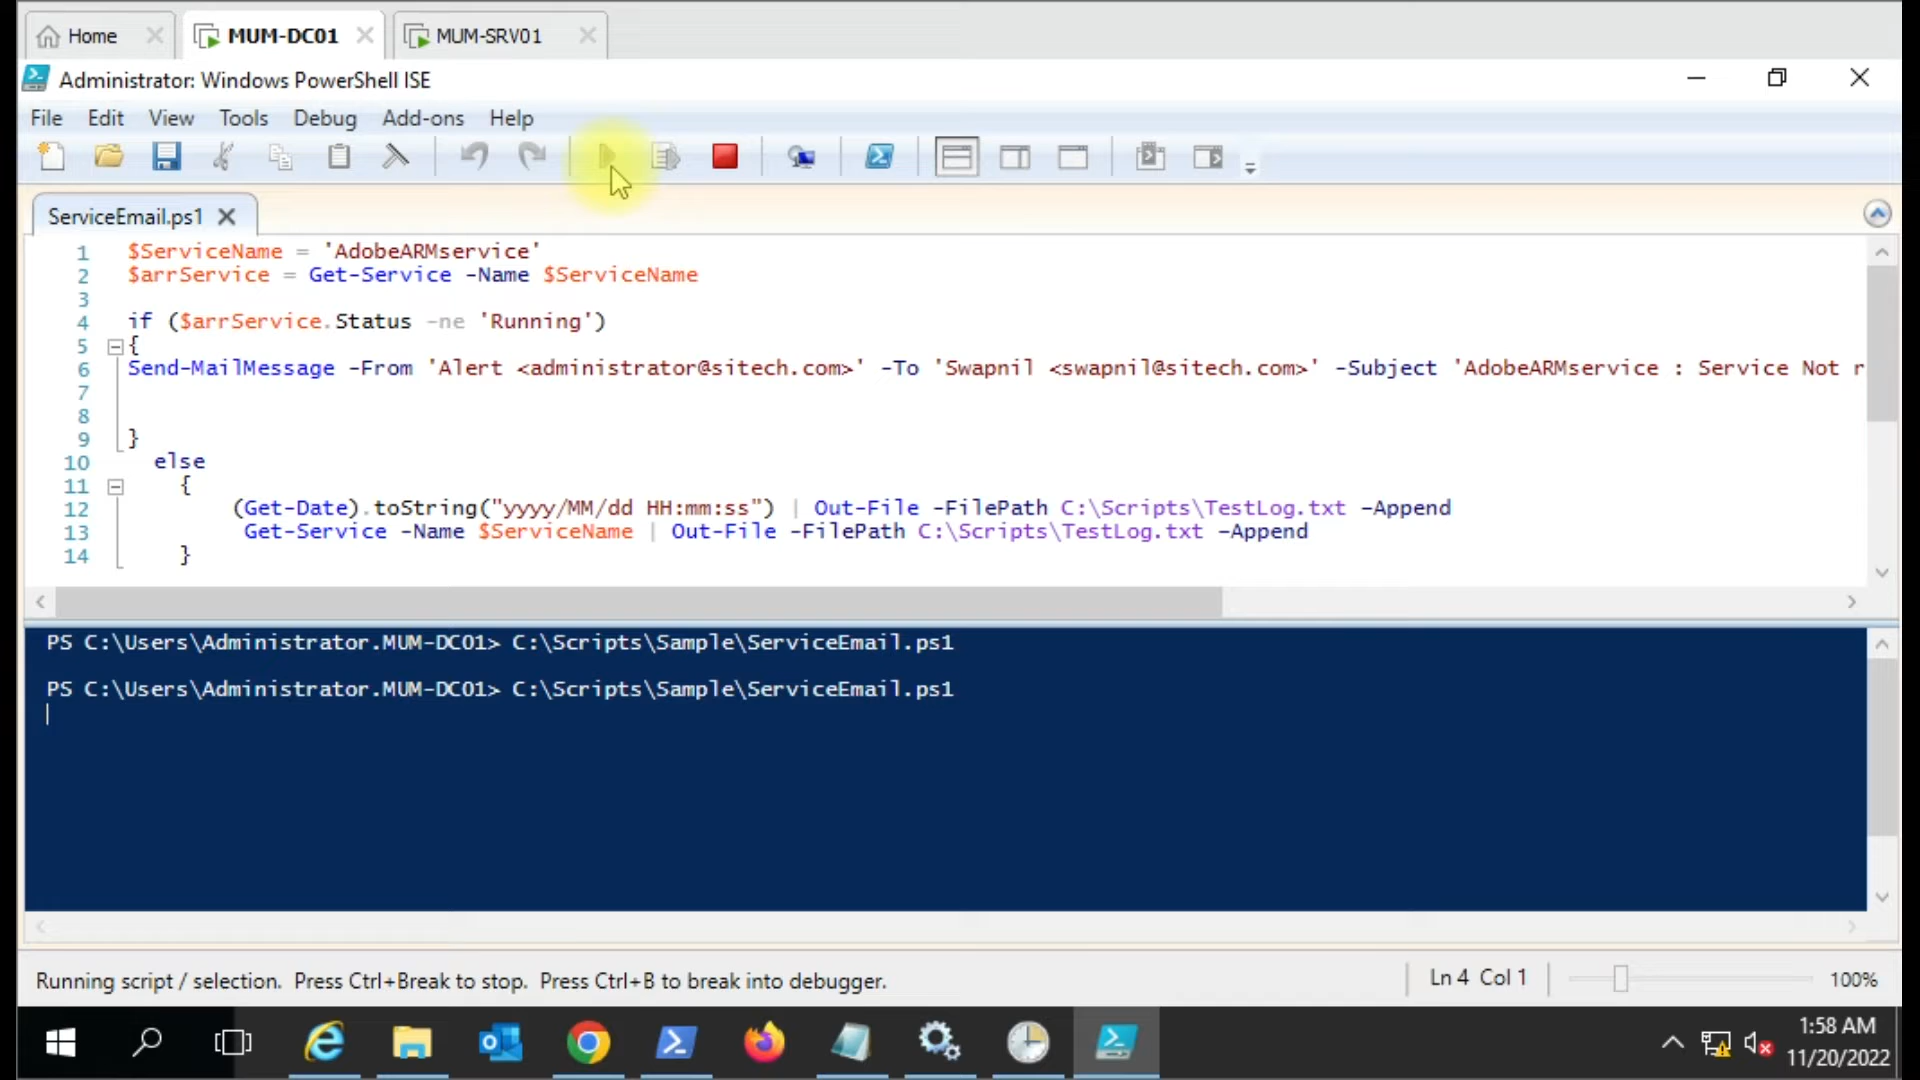 Home
MUM-DC01
MUM-SRV01
Administrator: Windows PowerShell ISE
File Edit View Tools Debug Add-ons Help
ServiceEmail.ps1
1 $ServiceName = 'AdobeARMservice'
2 $arrService = Get-Service -Name $ServiceName
3
4 if ($arrService.Status -ne 'Running')
5 {
6 Send-MailMessage -From 'Alert <administrator@sitech.com>' -To 'Swapnil <swapnil@sitech.com>' -Subject 'AdobeARMservice : Service Not r
7
8
9 }
10 else
11 {
12 (Get-Date).toString("yyyy/MM/dd HH:mm:ss") | Out-File -FilePath C:\Scripts\TestLog.txt -Append
13 Get-Service -Name $ServiceName | Out-File -FilePath C:\Scripts\TestLog.txt -Append
14 }
PS C:\Users\Administrator.MUM-DC01> C:\Scripts\Sample\ServiceEmail.ps1
PS C:\Users\Administrator.MUM-DC01> C:\Scripts\Sample\ServiceEmail.ps1
Running script / selection. Press Ctrl+Break to stop. Press Ctrl+B to break into debugger.
Ln 4 Col 1
100%
1:58 AM
11/20/2022